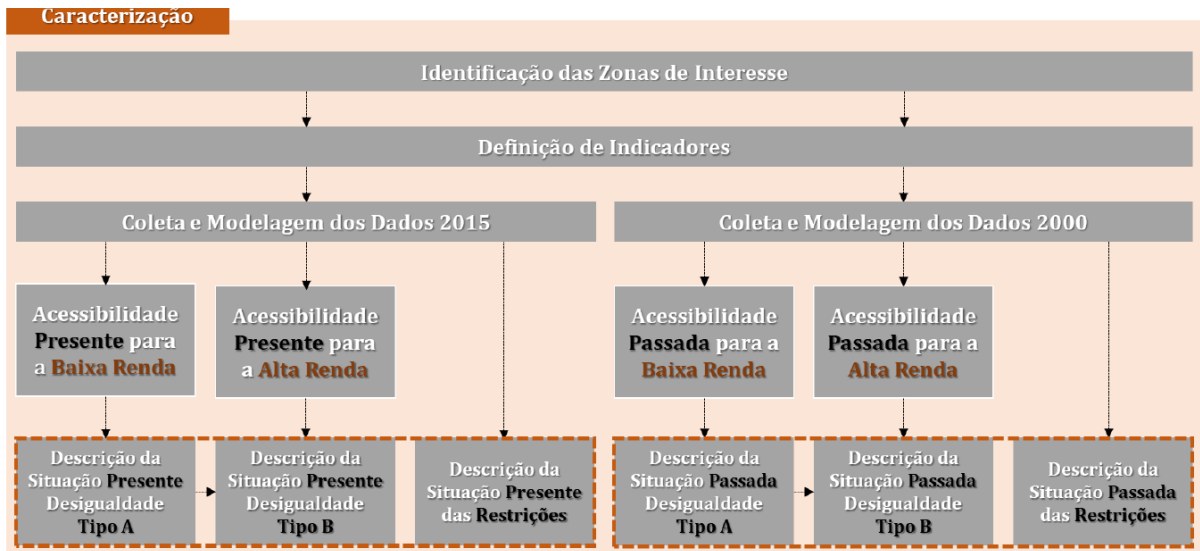 Caracterização
Identificação das Zonas de Interesse
Definição de Indicadores
Coleta e Modelagem dos Dados 2015
Coleta e Modelagem dos Dados 2000
Acessibilidade
Presente para
a Baixa Renda
Acessibilidade
Presente para
a Alta Renda
Acessibilidade
Passada para a
Baixa Renda
Acessibilidade
Passada para a
Alta Renda
Descrição da
Situação Presente
Desigualdade
Tipo A
Descrição da
Situação Presente
Desigualdade
Tipo B
Descrição da
Situação Presente
das Restrições
Descrição da
Situação Passada
Desigualdade
Tipo A
Descrição da
Situação Passada
Desigualdade
Tipo B
Descrição da
Situação Passada
das Restrições